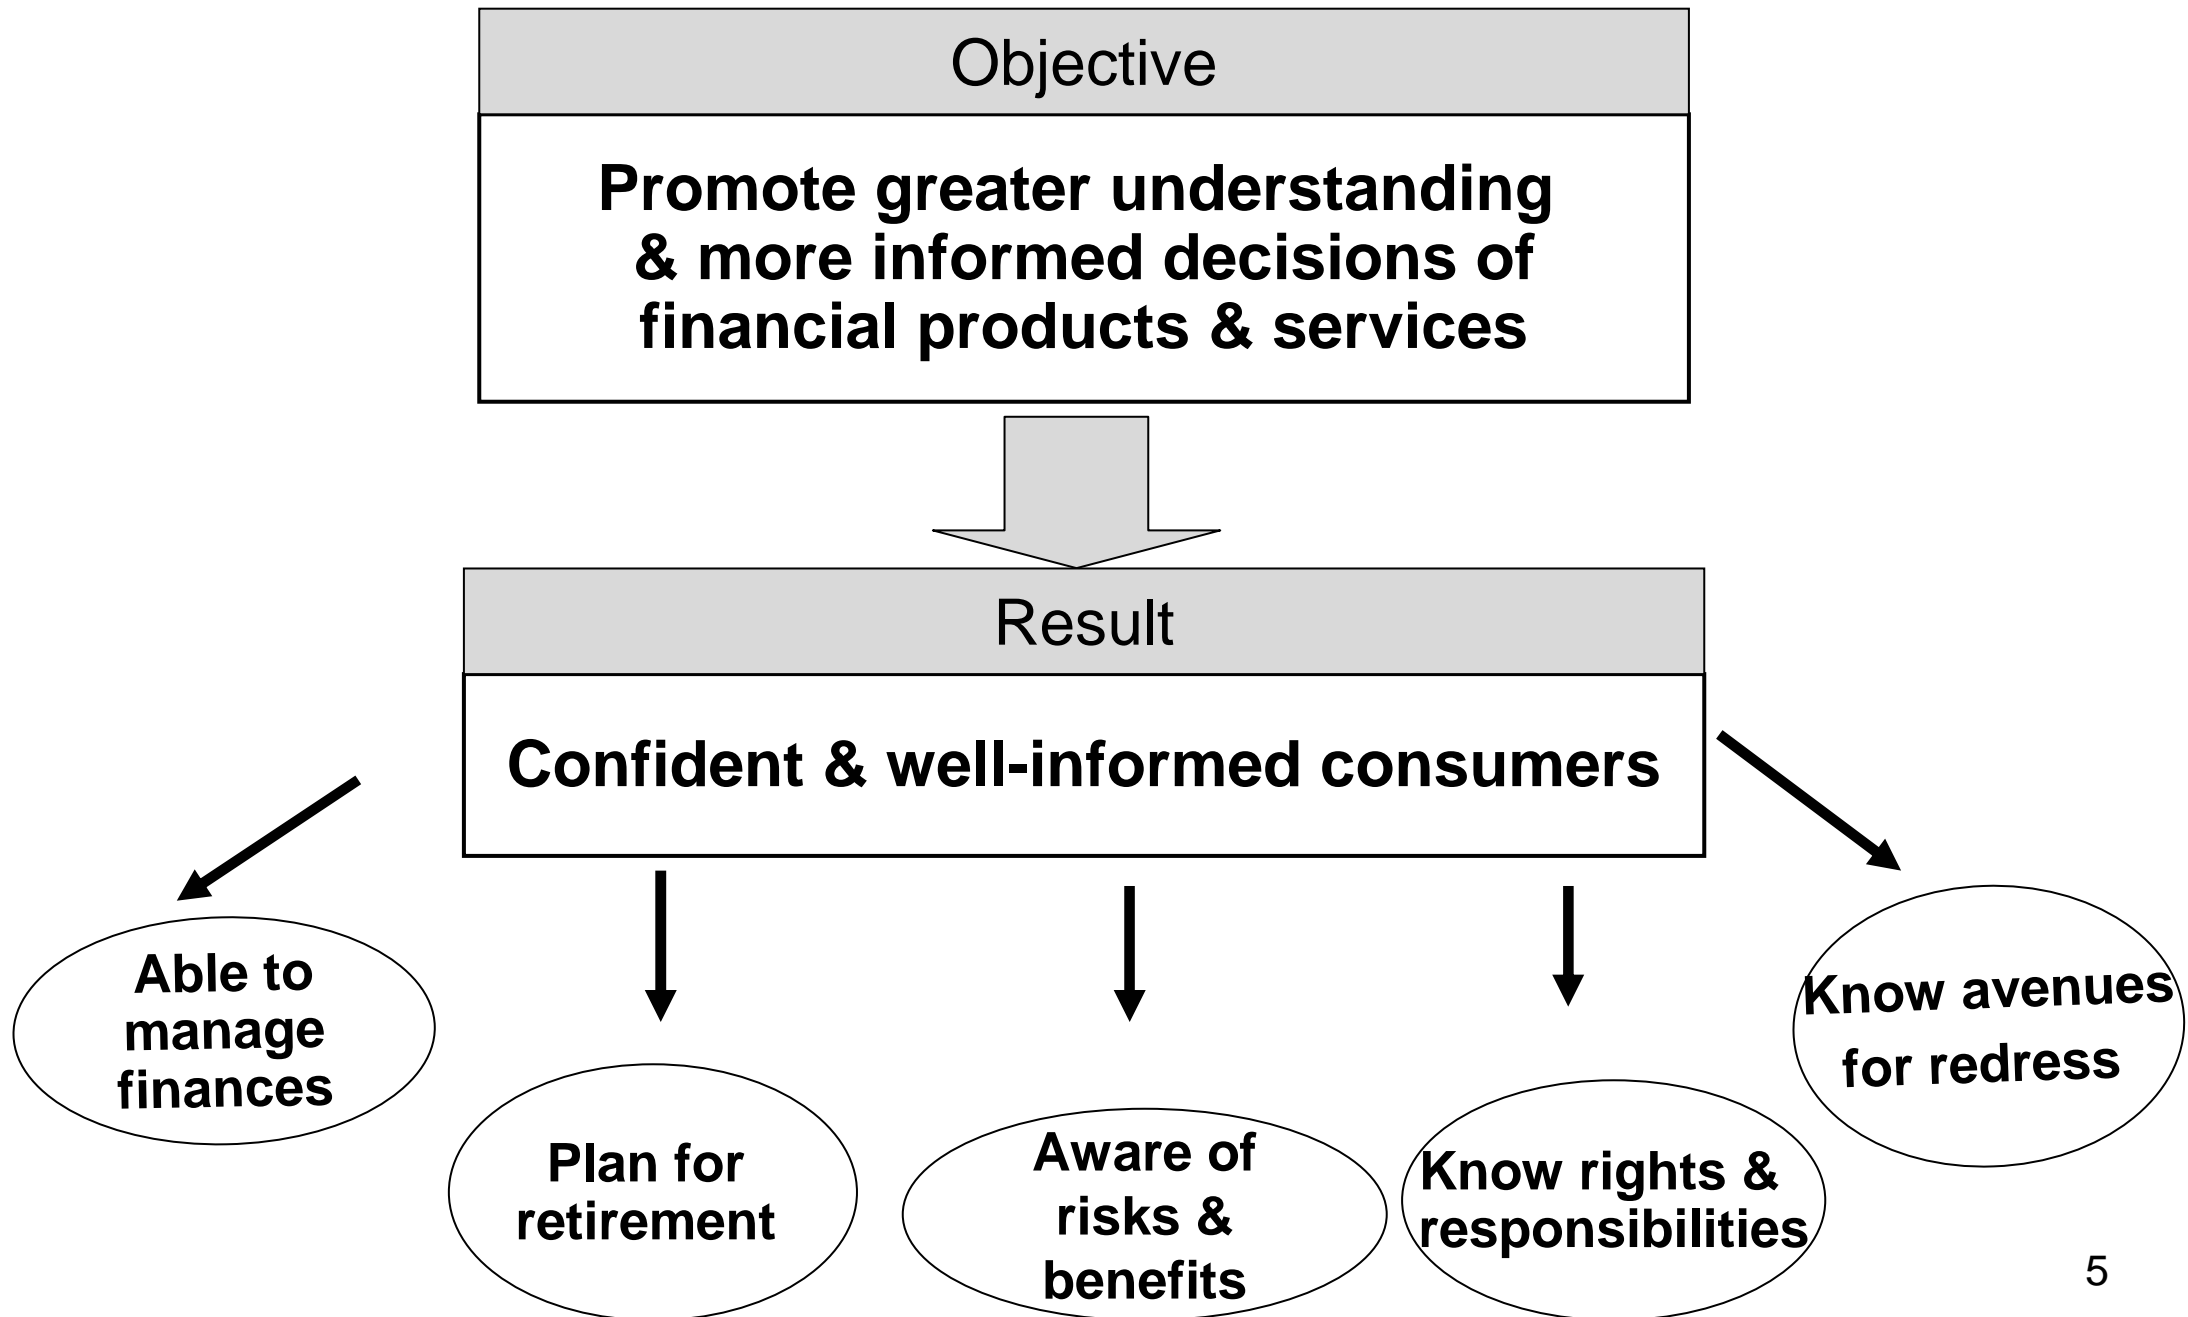 Objective
Promote greater understanding
& more informed decisions of
financial products & services
Result
Confident & well-informed consumers
Able to
manage
finances
Plan for
retirement
Aware of
risks &
benefits
Know rights &
responsibilities
Know avenues
for redress
5